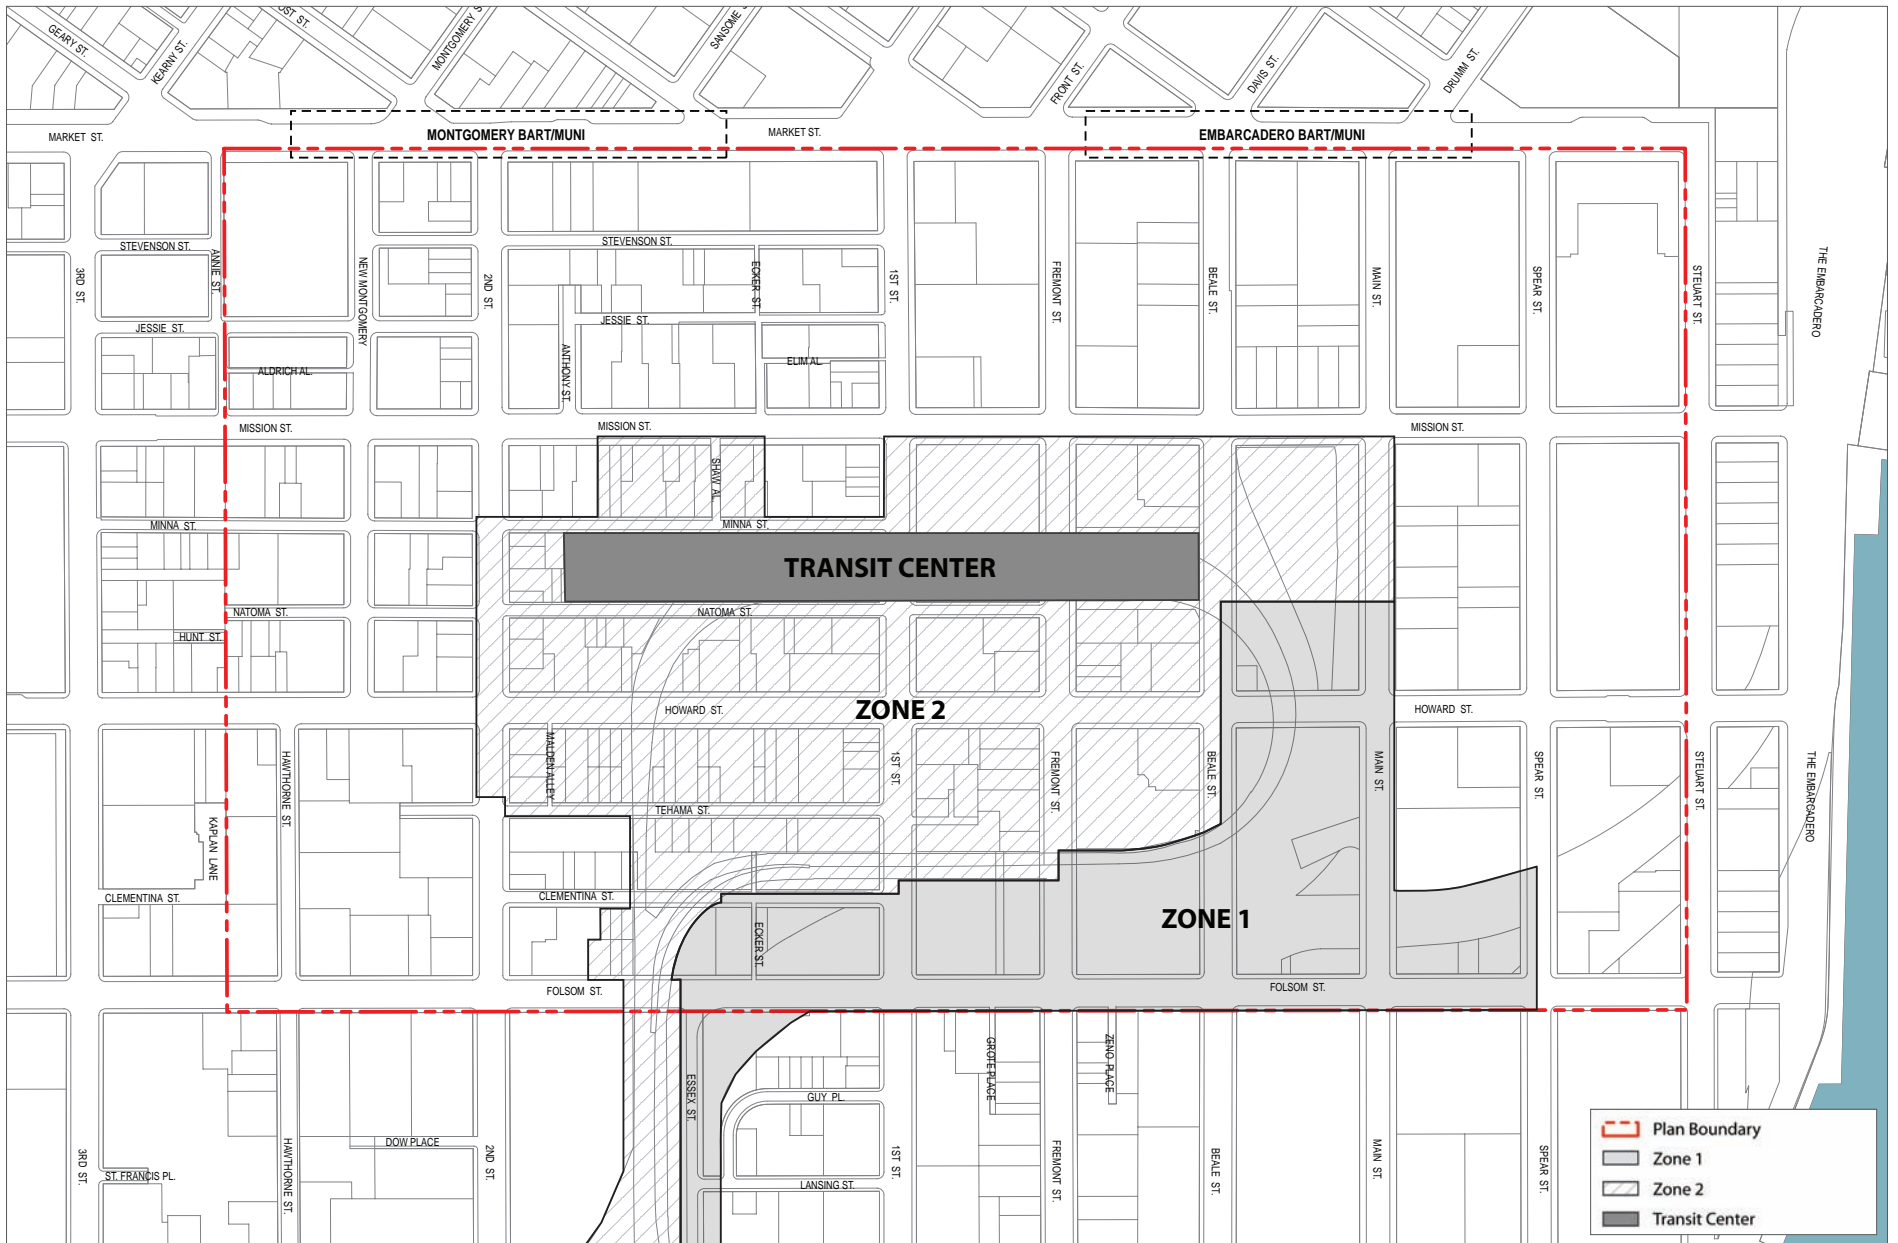 GEARY ST.
KEARNY ST.
OST ST.
MONTGOMERY S
SANSOME
FRONT ST.
DAVIS ST.
DRUMM ST.
MARKET ST.
MONTGOMERY BART/MUNI
MARKET ST.
EMBARCADERO BART/MUNI
STEVENSON ST.
STEVENSON ST.
3RD ST.
ANNIE ST.
NEW MONTGOMERY
2ND ST.
ECKER ST.
1ST ST.
FREMONT ST.
BEALE ST.
MAIN ST.
SPEAR ST.
STEUART ST.
THE EMBARCADERO
JESSIE ST.
JESSIE ST.
ALDRICH AL.
ANTHONY ST.
ELIM AL.
MISSION ST.
MISSION ST.
MISSION ST.
SHAW AL.
MINNA ST.
MINNA ST.
TRANSIT CENTER
NATOMA ST.
NATOMA ST.
HUNT ST.
HOWARD ST.
ZONE 2
HOWARD ST.
HAWTHORNE ST.
MALDEN ALLEY
1ST ST.
FREMONT ST.
BEALE ST.
MAIN ST.
SPEAR ST.
STEUART ST.
THE EMBARCADERO
TEHAMA ST.
KAPLAN LANE
CLEMENTINA ST.
CLEMENTINA ST.
ECKER ST.
ZONE 1
FOLSOM ST.
FOLSOM ST.
ESSEX ST.
GROTE PLACE
ZENO PLACE
GUY PL.
DOW PLACE
3RD ST.
ST. FRANCIS PL.
HAWTHORNE ST.
2ND ST.
LANSING ST.
1ST ST.
FREMONT ST.
BEALE ST.
MAIN ST.
SPEAR ST.
Plan Boundary
Zone 1
Zone 2
Transit Center